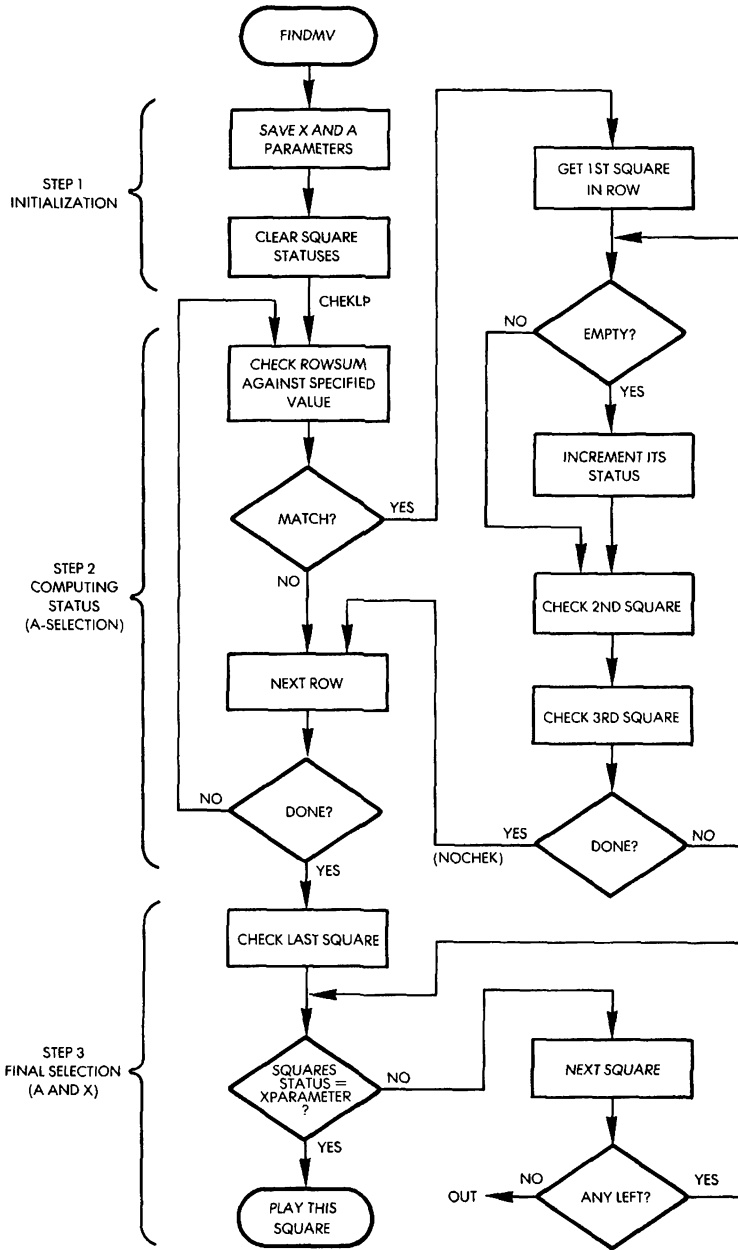 FINDMV
STEP 1
INITIALIZATION
SAVE X AND A
PARAMETERS
CLEAR SQUARE
STATUSES
CHEKLP
STEP 2
COMPUTING
STATUS
(A-SELECTION)
CHECK ROWSUM
AGAINST SPECIFIED
VALUE
MATCH?
YES
NO
NEXT ROW
NO
DONE?
YES
GET 1ST SQUARE
IN ROW
NO
EMPTY?
YES
INCREMENT ITS
STATUS
CHECK 2ND SQUARE
CHECK 3RD SQUARE
YES
(NOCHEK)
DONE?
NO
STEP 3
FINAL SELECTION
(A AND X)
CHECK LAST SQUARE
SQUARES
STATUS =
XPARAMETER
?
NO
YES
PLAY THIS
SQUARE
NEXT SQUARE
OUT
NO
ANY LEFT?
YES